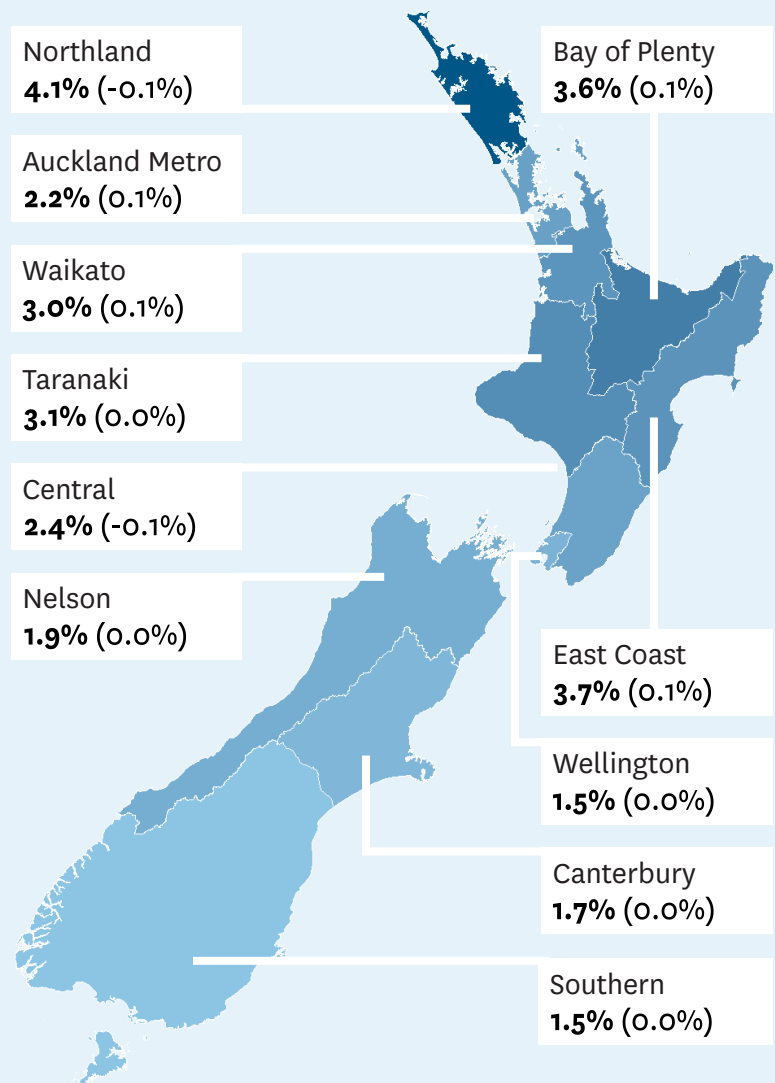 Northland
4.1% (-0.1%)
Bay of Plenty
3.6% (0.1%)
Auckland Metro
2.2% (0.1%)
Waikato
3.0% (0.1%)
Taranaki
3.1% (0.0%)
Central
2.4% (-0.1%)
Nelson
1.9% (0.0%)
East Coast
3.7% (0.1%)
Wellington
1.5% (0.0%)
Canterbury
1.7% (0.0%)
Southern
1.5% (0.0%)